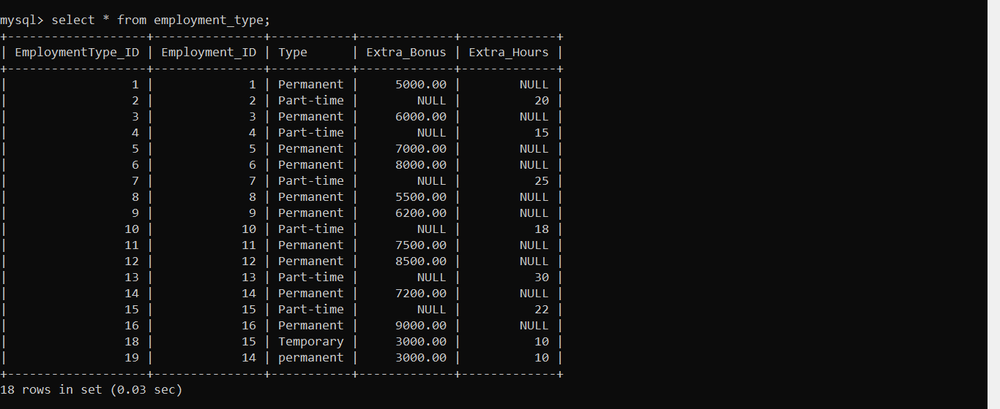 mysql> select * from employment_type;
+-------------------+---------------+-----------+-------------+-------------+
| EmploymentType_ID | Employment_ID | Type      | Extra_Bonus | Extra_Hours |
+-------------------+---------------+-----------+-------------+-------------+
|                 1 |             1 | Permanent |     5000.00 |        NULL |
|                 2 |             2 | Part-time |        NULL |          20 |
|                 3 |             3 | Permanent |     6000.00 |        NULL |
|                 4 |             4 | Part-time |        NULL |          15 |
|                 5 |             5 | Permanent |     7000.00 |        NULL |
|                 6 |             6 | Permanent |     8000.00 |        NULL |
|                 7 |             7 | Part-time |        NULL |          25 |
|                 8 |             8 | Permanent |     5500.00 |        NULL |
|                 9 |             9 | Permanent |     6200.00 |        NULL |
|                10 |            10 | Part-time |        NULL |          18 |
|                11 |            11 | Permanent |     7500.00 |        NULL |
|                12 |            12 | Permanent |     8500.00 |        NULL |
|                13 |            13 | Part-time |        NULL |          30 |
|                14 |            14 | Permanent |     7200.00 |        NULL |
|                15 |            15 | Part-time |        NULL |          22 |
|                16 |            16 | Permanent |     9000.00 |        NULL |
|                18 |            15 | Temporary |     3000.00 |          10 |
|                19 |            14 | permanent |     3000.00 |          10 |
+-------------------+---------------+-----------+-------------+-------------+
18 rows in set (0.03 sec)